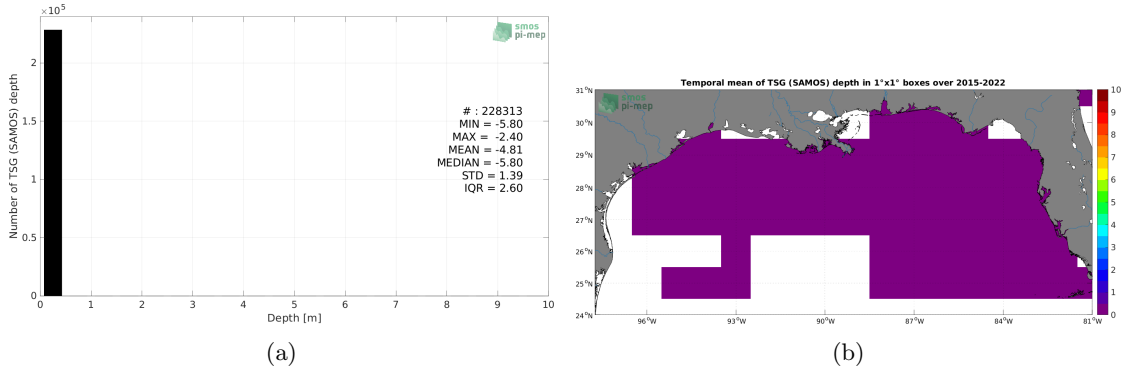 ×10⁵
smos
pi-mep
2
1.5
1
0.5
0
Number of TSG (SAMOS) depth
# : 228313
MIN = -5.80
MAX = -2.40
MEAN = -4.81
MEDIAN = -5.80
STD = 1.39
IQR = 2.60
0 1 2 3 4 5 6 7 8 9 10
Depth [m]
(a)
Temporal mean of TSG (SAMOS) depth in 1°x1° boxes over 2015-2022
smos
pi-mep
31°N
30°N
29°N
28°N
27°N
26°N
25°N
24°N
96°W 93°W 90°W 87°W 84°W 81°W
10
9
8
7
6
5
4
3
2
1
0
(b)